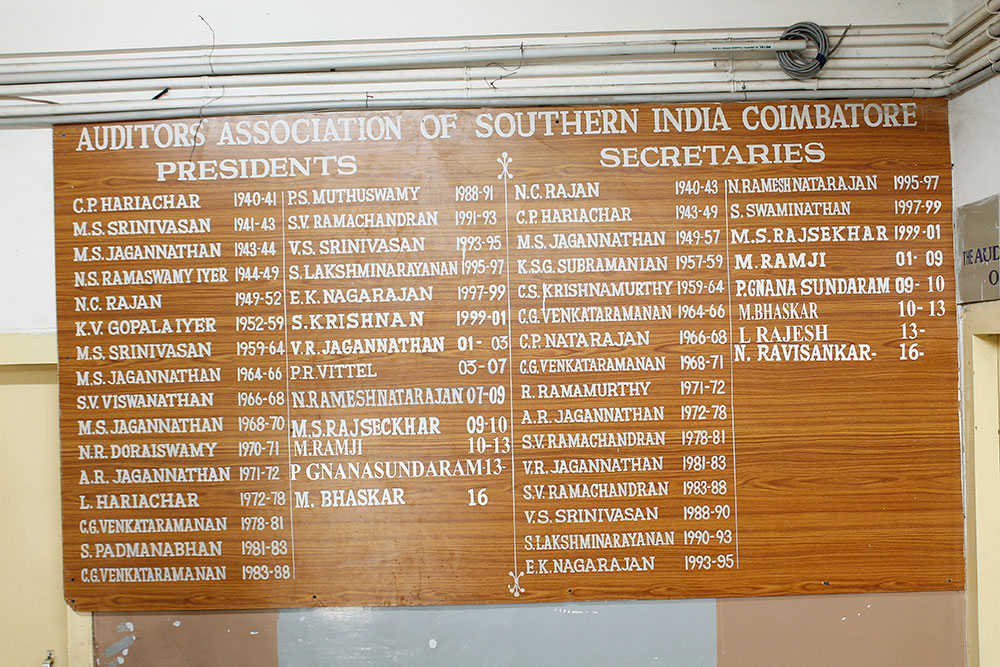 AUDITORS ASSOCIATION OF SOUTHERN INDIA COIMBATORE
PRESIDENTS
C.P. HARIACHAR 1940-41
M.S. SRINIVASAN 1941-43
M.S. JAGANNATHAN 1943-44
N.S. RAMASWAMY IYER 1944-49
N.C. RAJAN 1949-52
K.V. GOPALA IYER 1952-59
M.S. SRINIVASAN 1959-64
M.S. JAGANNATHAN 1964-66
S.V. VISWANATHAN 1966-68
M.S. JAGANNATHAN 1968-70
N.R. DORAISWAMY 1970-71
A.R. JAGANNATHAN 1971-72
L. HARIACHAR 1972-78
C.G. VENKATARAMANAN 1978-81
S. PADMANABHAN 1981-83
C.G. VENKATARAMANAN 1983-88
P.S. MUTHUSWAMY 1988-91
S.V. RAMACHANDRAN 1991-93
V.S. SRINIVASAN 1993-95
S. LAKSHMINARAYANAN 1995-97
E.K. NAGARAJAN 1997-99
S. KRISHNAN 1999-01
V.R. JAGANNATHAN 01-03
P.R. VITTEL 03-07
N. RAMESH NATARAJAN 07-09
M.S. RAJSECKHAR 09-10
M. RAMJI 10-13
P GNANASUNDARAM 13-
M. BHASKAR 16
SECRETARIES
N.C. RAJAN 1940-43
C.P. HARIACHAR 1943-49
M.S. JAGANNATHAN 1949-57
K.S.G. SUBRAMANIAN 1957-59
C.S. KRISHNAMURTHY 1959-64
C.G. VENKATARAMANAN 1964-66
C.P. NATARAJAN 1966-68
C.G. VENKATARAMANAN 1968-71
R. RAMAMURTHY 1971-72
A.R. JAGANNATHAN 1972-78
S.V. RAMACHANDRAN 1978-81
V.R. JAGANNATHAN 1981-83
S.V. RAMACHANDRAN 1983-88
V.S. SRINIVASAN 1988-90
S. LAKSHMINARAYANAN 1990-93
E.K. NAGARAJAN 1993-95
N. RAMESH NATARAJAN 1995-97
S. SWAMINATHAN 1997-99
M.S. RAJSEKHAR 1999-01
M. RAMJI 01-09
P. GNANA SUNDARAM 09-10
M. BHASKAR 10-13
L RAJESH 13-
N. RAVISANKAR- 16-
THE AUD
O